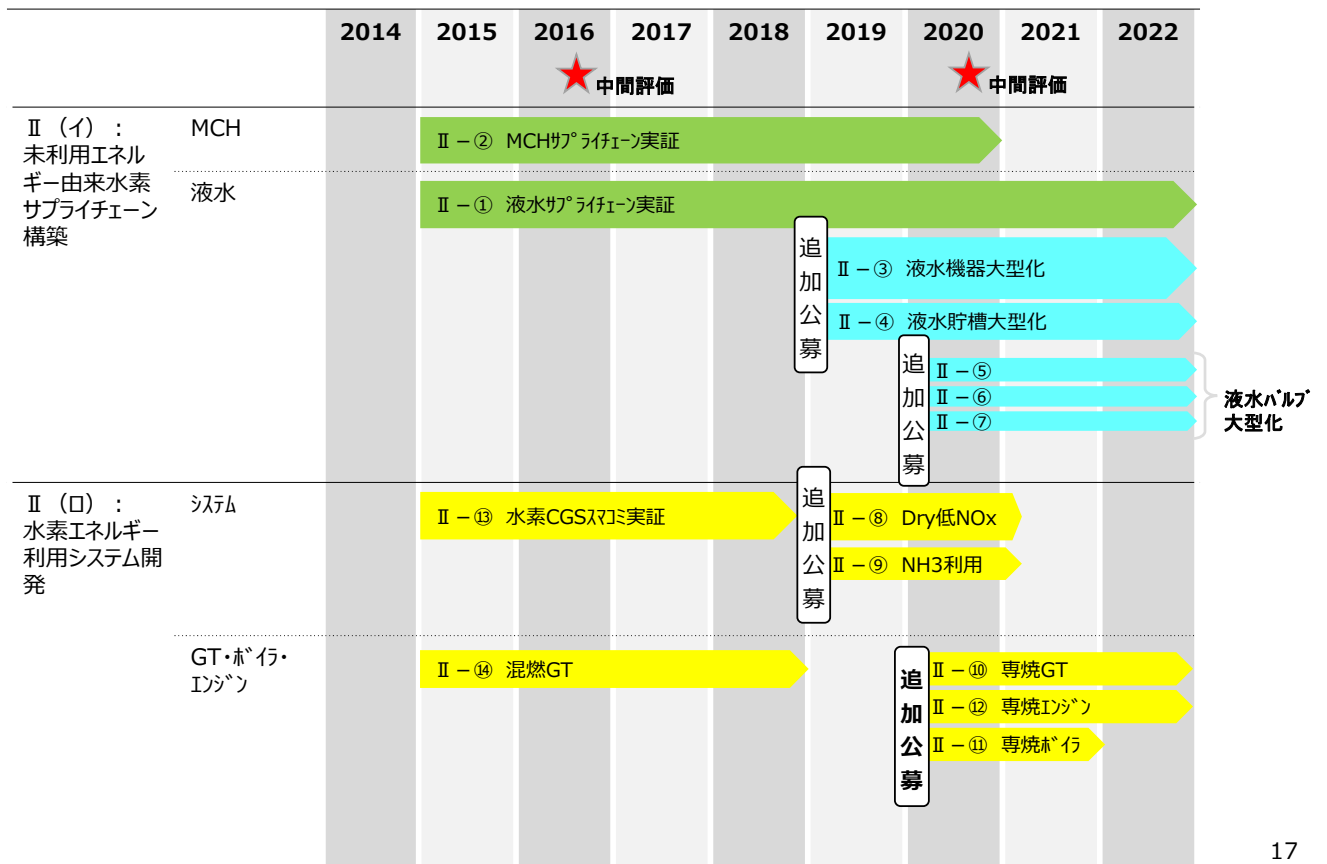 2014 2015 2016 2017 2018 2019 2020 2021 2022
中間評価 中間評価
Ⅱ（イ）：
未利用エネル
ギー由来水素
サプライチェーン
構築
MCH
Ⅱ－② MCHｻﾌﾟﾗｲﾁｪｰﾝ実証
液水
Ⅱ－① 液水ｻﾌﾟﾗｲﾁｪｰﾝ実証
追
加
公
募
Ⅱ－③ 液水機器大型化
Ⅱ－④ 液水貯槽大型化
追
加
公
募
Ⅱ－⑤
Ⅱ－⑥
Ⅱ－⑦
液水ﾊﾞﾙﾌﾞ
大型化
Ⅱ（ロ）：
水素エネルギー
利用システム開
発
ｼｽﾃﾑ
Ⅱ－⑬ 水素CGSｽﾏｺﾐ実証
追
加
公
募
Ⅱ－⑧ Dry低NOx
Ⅱ－⑨ NH3利用
GT・ﾎﾞｲﾗ・
ｴﾝｼﾞﾝ
Ⅱ－⑭ 混燃GT
追
加
公
募
Ⅱ－⑩ 専焼GT
Ⅱ－⑫ 専焼ｴﾝｼﾞﾝ
Ⅱ－⑪ 専焼ﾎﾞｲﾗ
17